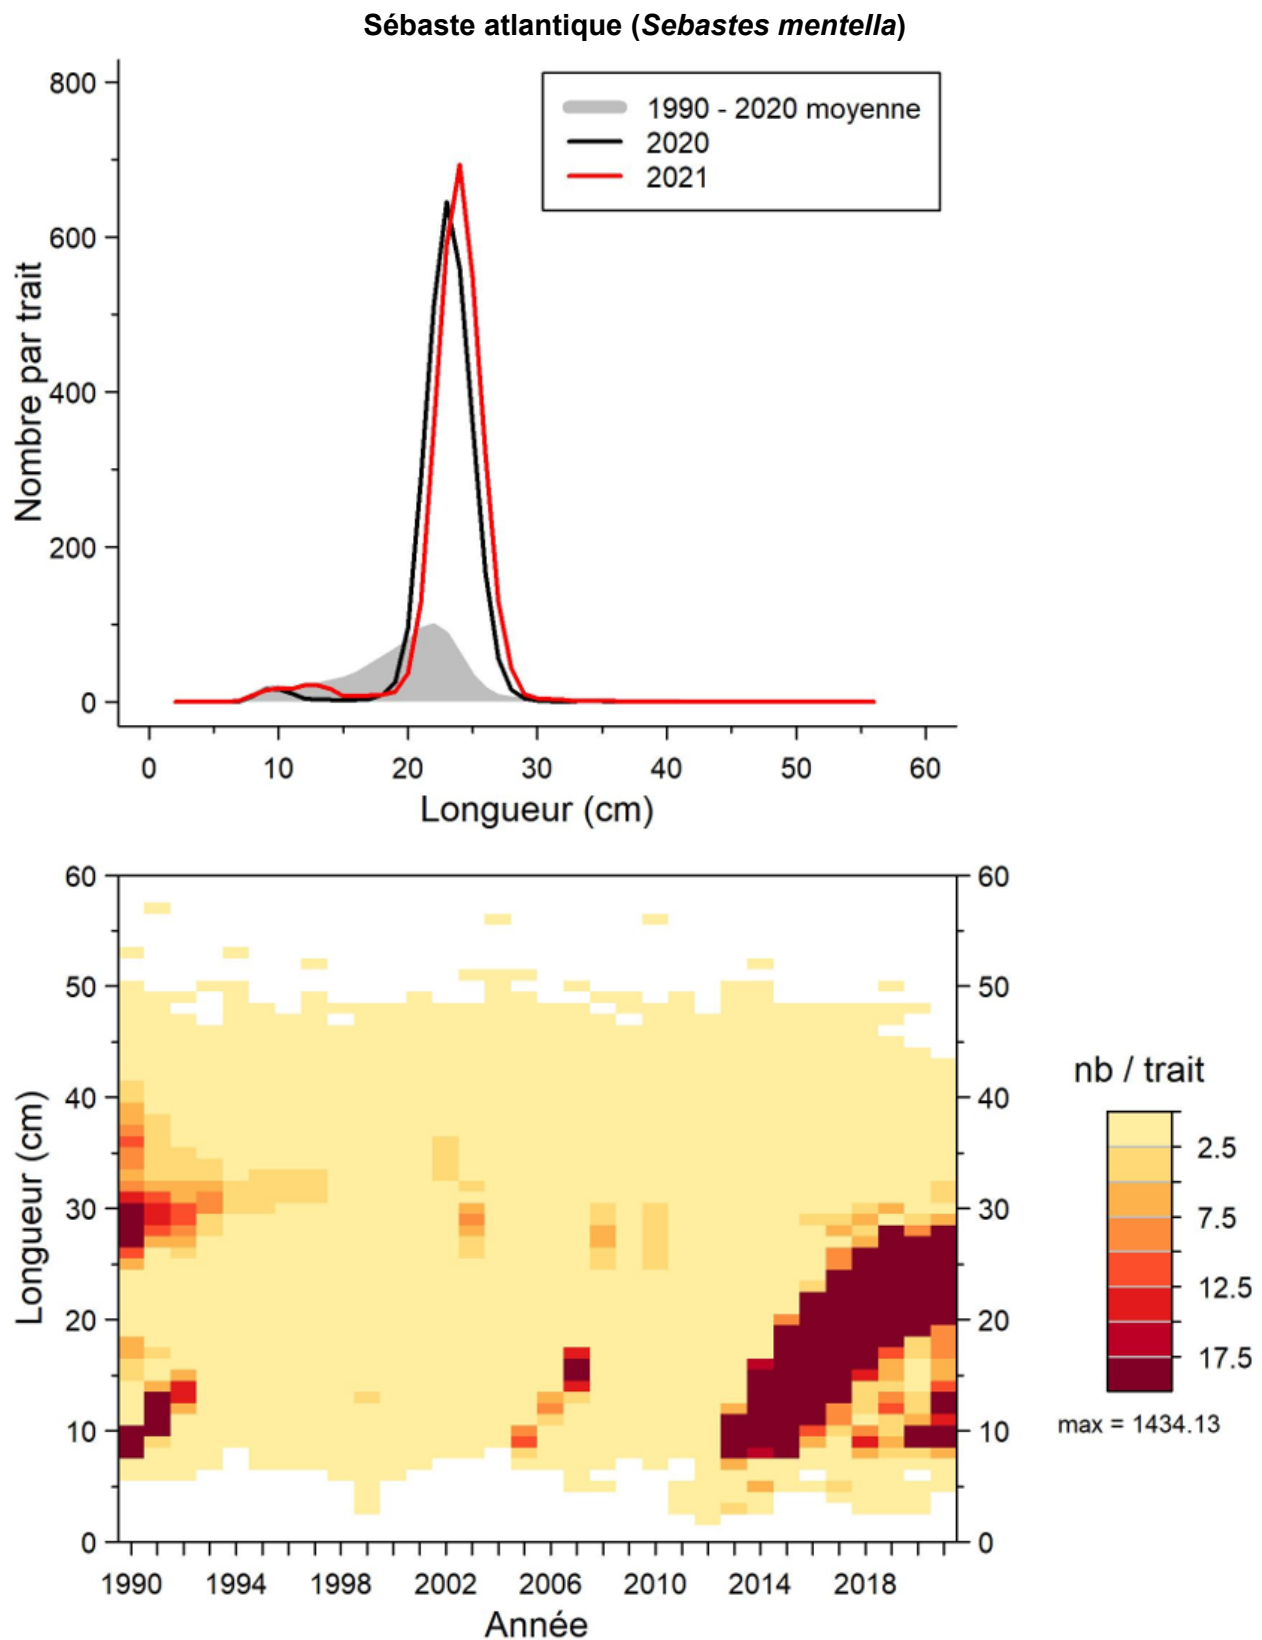 Sébaste atlantique (Sebastes mentella)
800
600
400
200
0
Nombre par trait
1990 - 2020 moyenne
2020
2021
0 10 20 30 40 50 60
Longueur (cm)
60
50
40
30
20
10
0
Longueur (cm)
60
50
40
30
20
10
0
1990 1994 1998 2002 2006 2010 2014 2018
Année
nb / trait
2.5
7.5
12.5
17.5
max = 1434.13